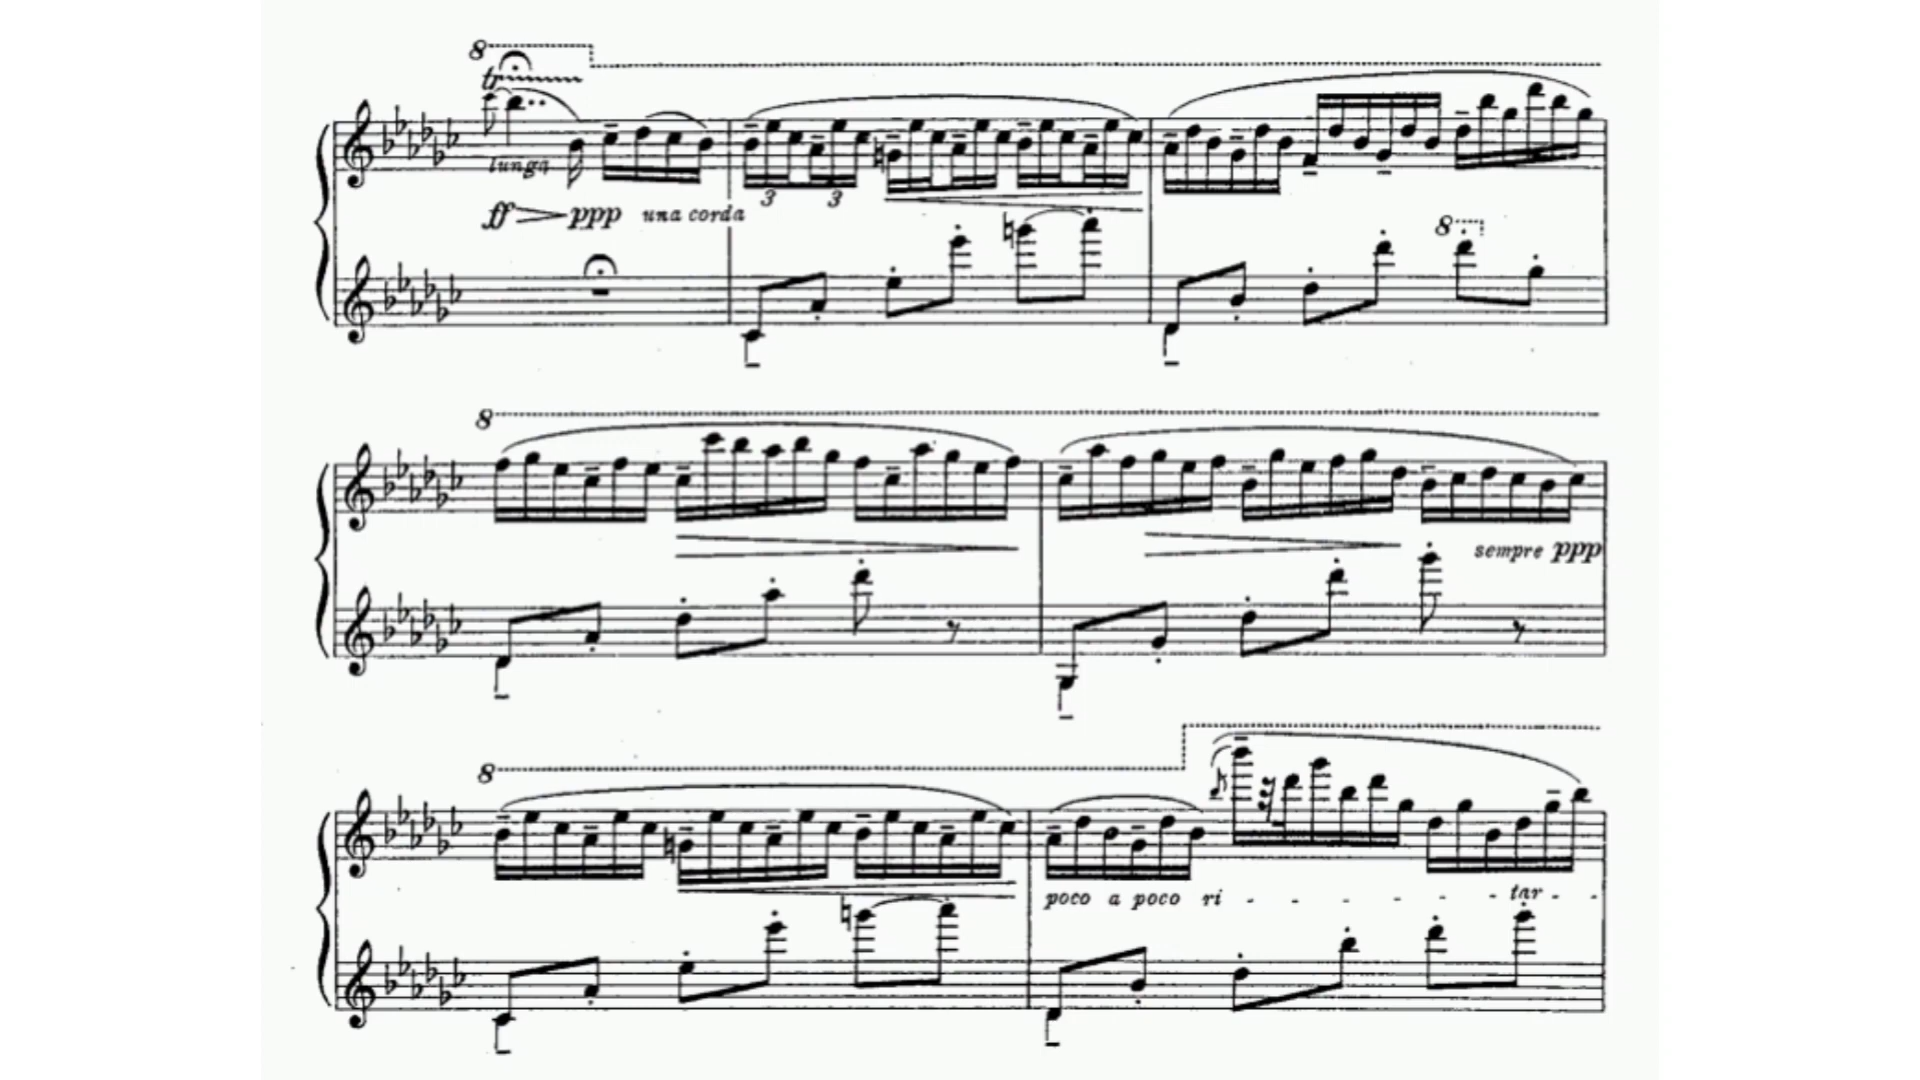 8
tr
lunga
ff ppp una corda
3 3
8
8
sempre ppp
8
poco a poco ri - - - - - - tar - -